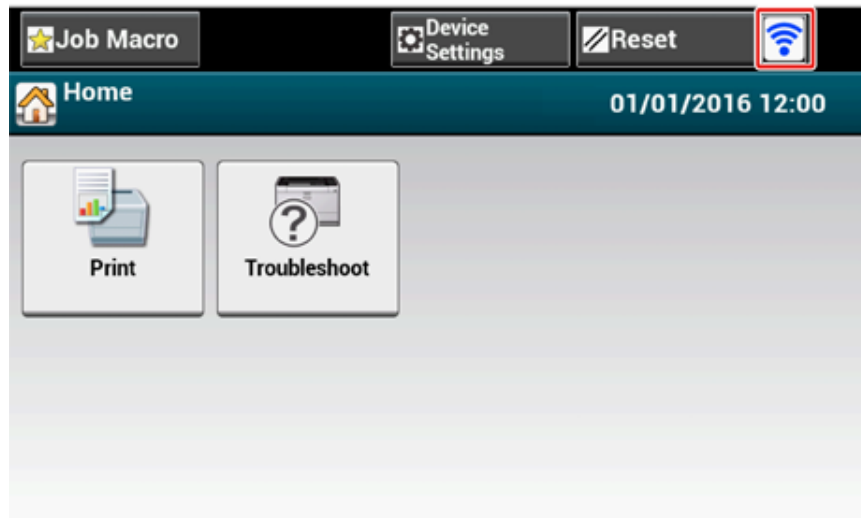 Job Macro
Device
Settings
Reset
Home
01/01/2016 12:00
Print
Troubleshoot